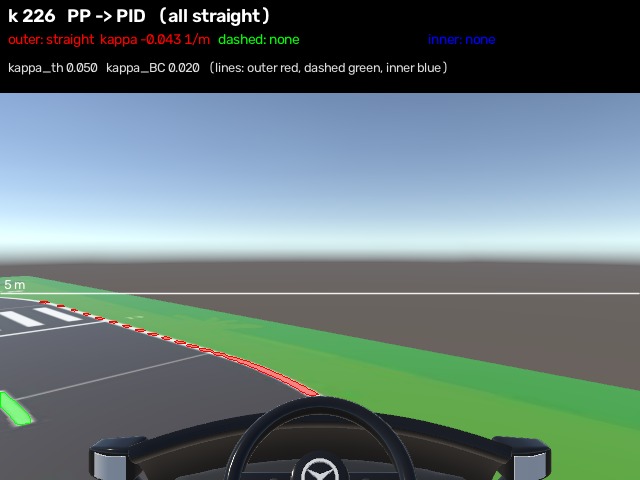 k 226   PP -> PID   (all straight)
outer: straight  kappa -0.043 1/m  dashed: none   inner: none
kappa_th 0.050   kappa_BC 0.020   (lines: outer red, dashed green, inner blue)
5 m